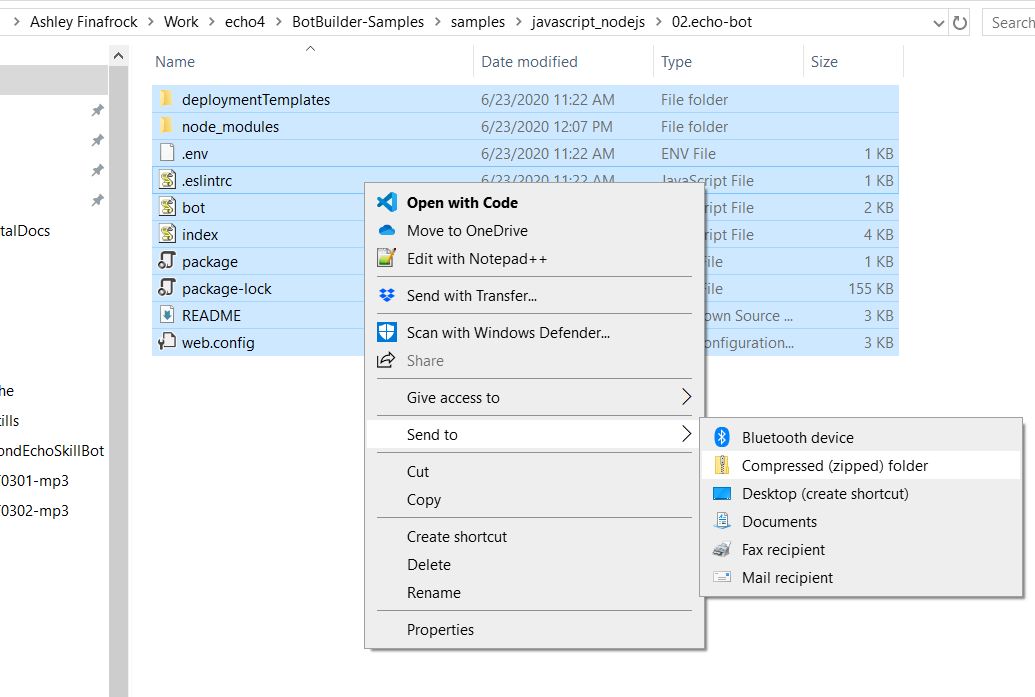 Ashley Finafrock > Work > echo4 > BotBuilder-Samples > samples > javascript_nodejs > 02.echo-bot
Search
Name Date modified Type Size
deploymentTemplates 6/23/2020 11:22 AM File folder
node_modules 6/23/2020 12:07 PM File folder
.env 6/23/2020 11:22 AM ENV File 1 KB
.eslintrc 6/23/2020 11:22 AM JavaScript File 1 KB
bot ript File 2 KB
index ript File 4 KB
package ile 1 KB
package-lock ile 155 KB
README own Source ... 3 KB
web.config onfiguration... 3 KB
talDocs
he
ills
ondEchoSkillBot
0301-mp3
0302-mp3
Open with Code
Move to OneDrive
Edit with Notepad++
Send with Transfer...
Scan with Windows Defender...
Share
Give access to
Send to
Cut
Copy
Create shortcut
Delete
Rename
Properties
Bluetooth device
Compressed (zipped) folder
Desktop (create shortcut)
Documents
Fax recipient
Mail recipient